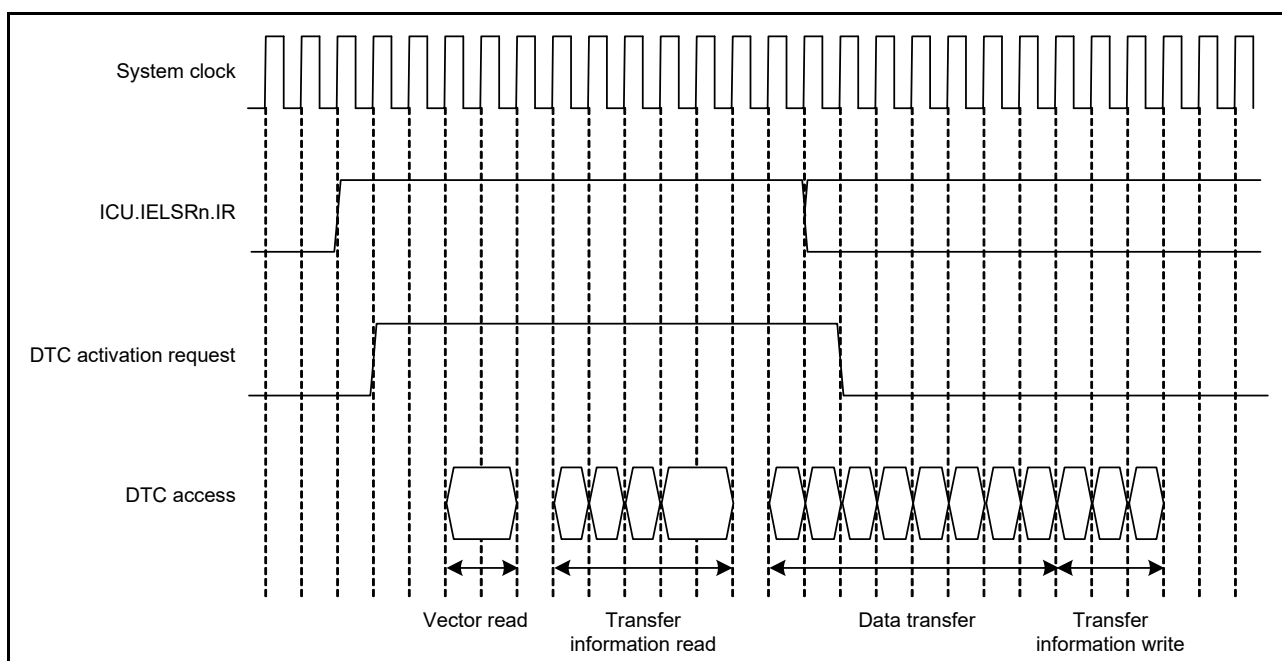 System clock
ICU.IELSRn.IR
DTC activation request
DTC access
Vector read
Transfer
information read
Data transfer
Transfer
information write